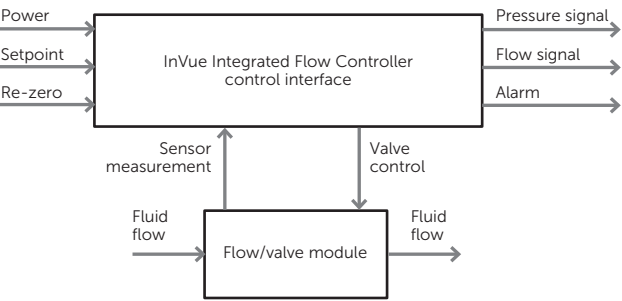 Power
Setpoint
Re-zero
InVue Integrated Flow Controller
control interface
Pressure signal
Flow signal
Alarm
Sensor
measurement
Valve
control
Fluid
flow
Flow/valve module
Fluid
flow